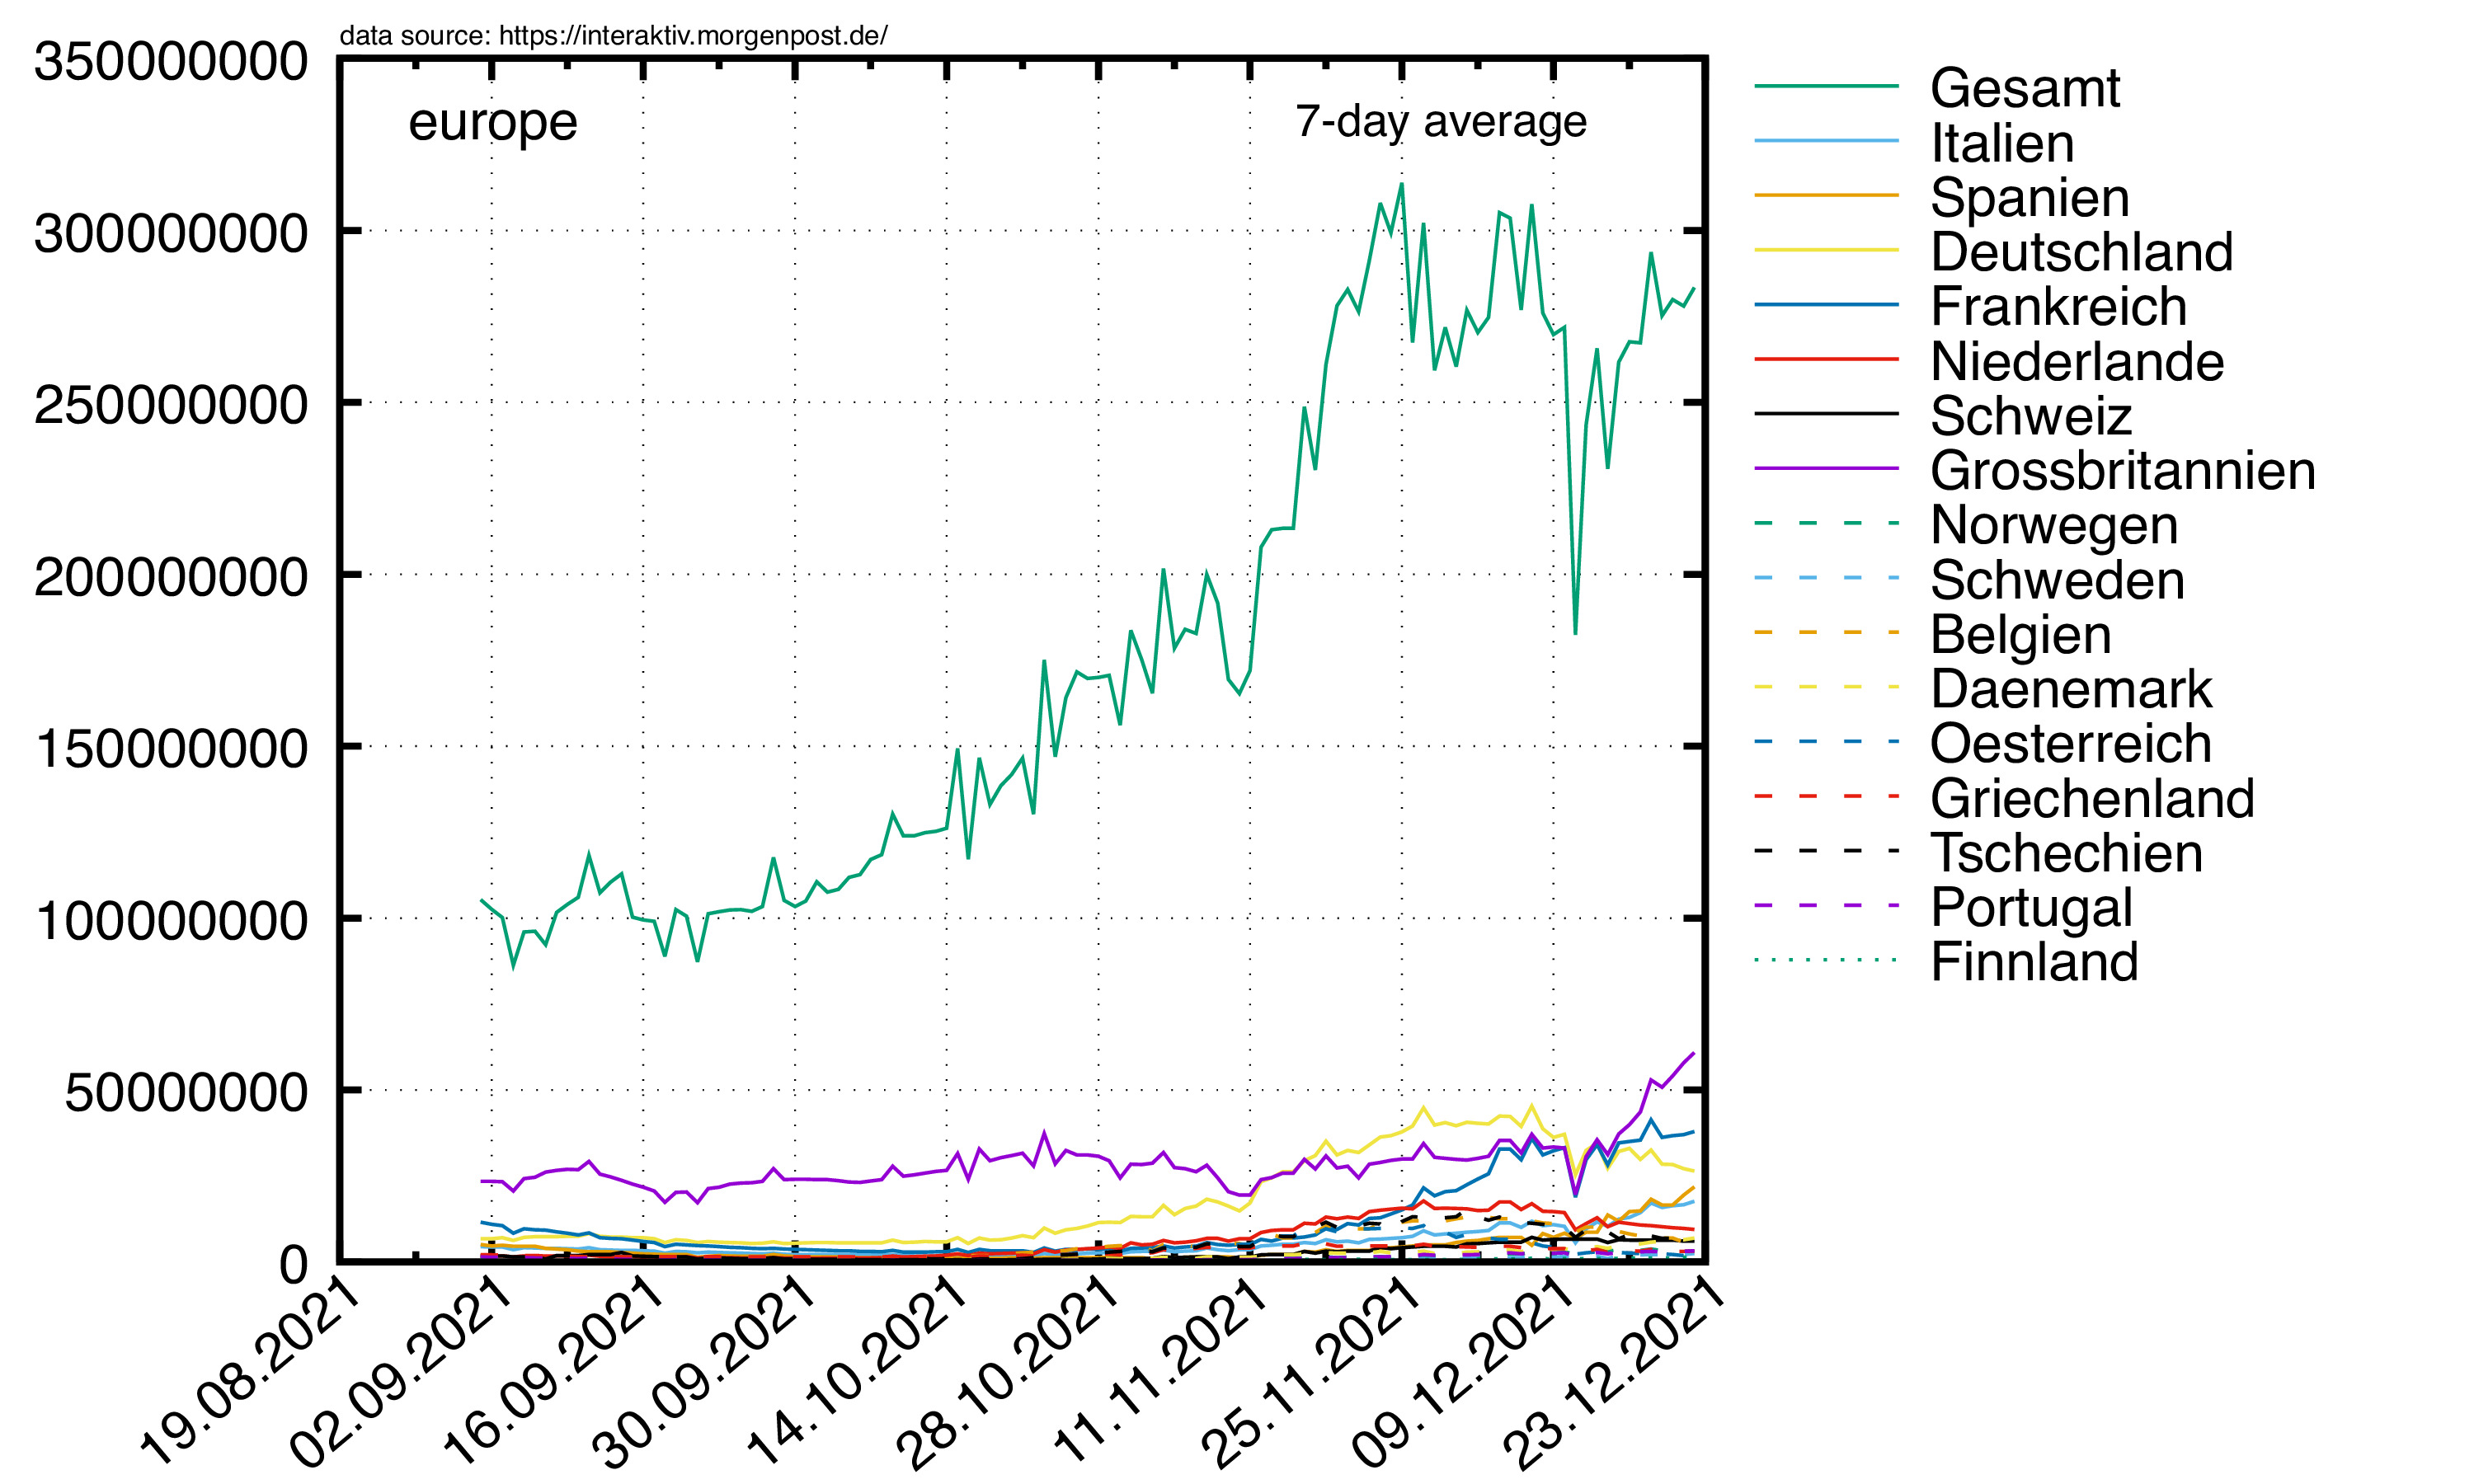 data source: https://interaktiv.morgenpost.de/
europe
7-day average
350000000
300000000
250000000
200000000
150000000
100000000
50000000
0
19.08.2021
02.09.2021
16.09.2021
30.09.2021
14.10.2021
28.10.2021
11.11.2021
25.11.2021
09.12.2021
23.12.2021
Gesamt
Italien
Spanien
Deutschland
Frankreich
Niederlande
Schweiz
Grossbritannien
Norwegen
Schweden
Belgien
Daenemark
Oesterreich
Griechenland
Tschechien
Portugal
Finnland